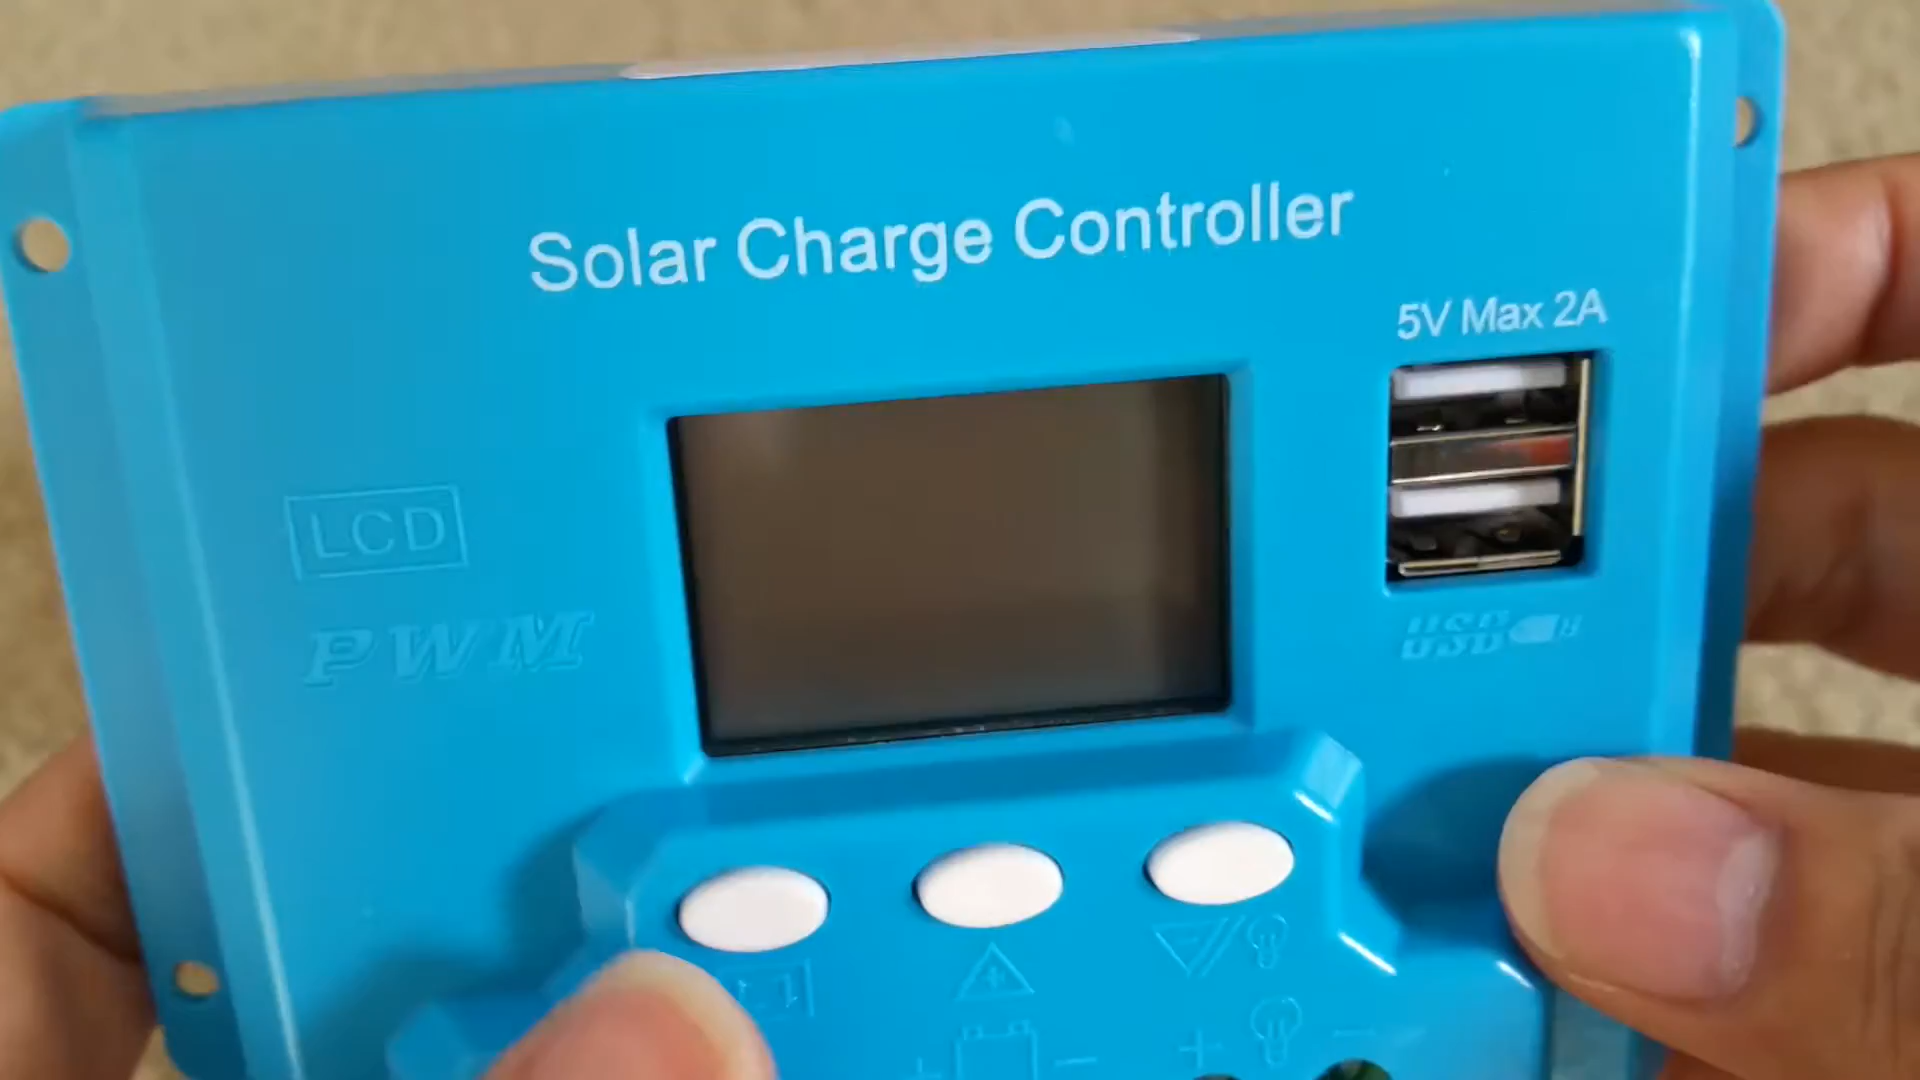 Solar Charge Controller
5V Max 2A
LCD
PWM
USB